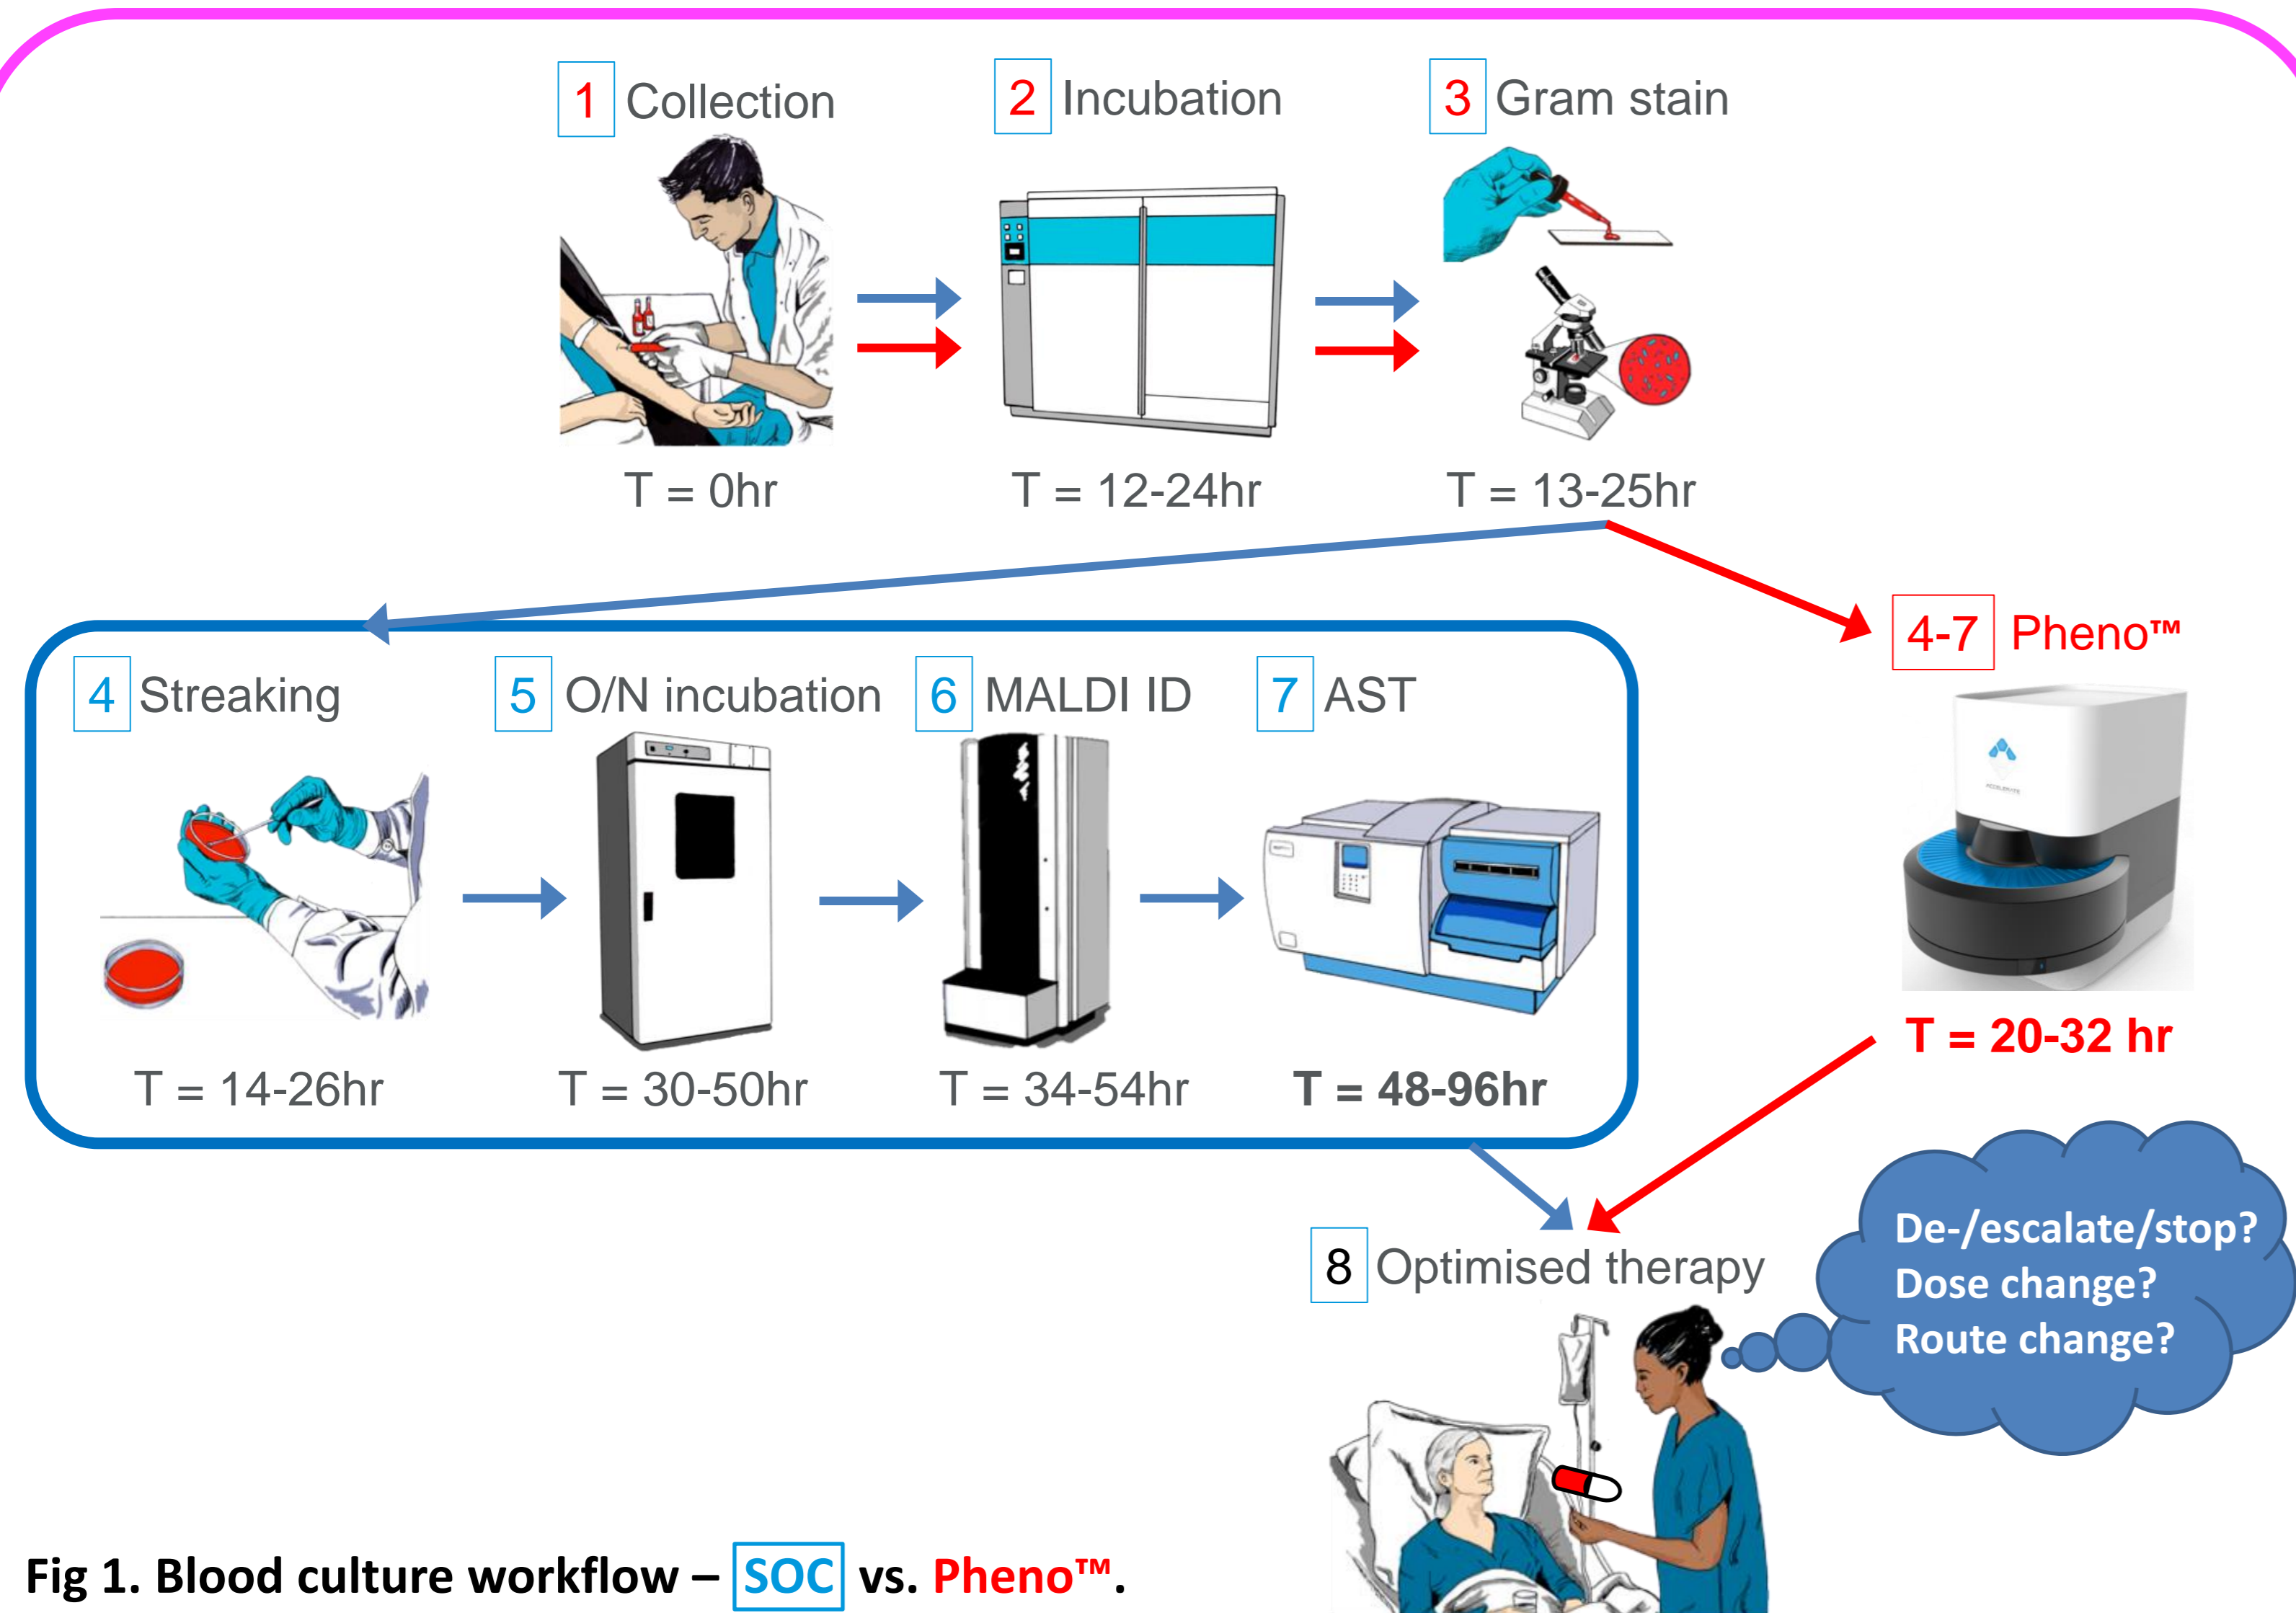 1 Collection
2 Incubation
3 Gram stain
T = 0hr
T = 12-24hr
T = 13-25hr
4-7 Pheno™
4 Streaking
5 O/N incubation
6 MALDI ID
7 AST
ACCELERATE
T = 20-32 hr
T = 14-26hr
T = 30-50hr
T = 34-54hr
T = 48-96hr
8 Optimised therapy
De-/escalate/stop?
Dose change?
Route change?
Fig 1. Blood culture workflow – SOC vs. Pheno™.